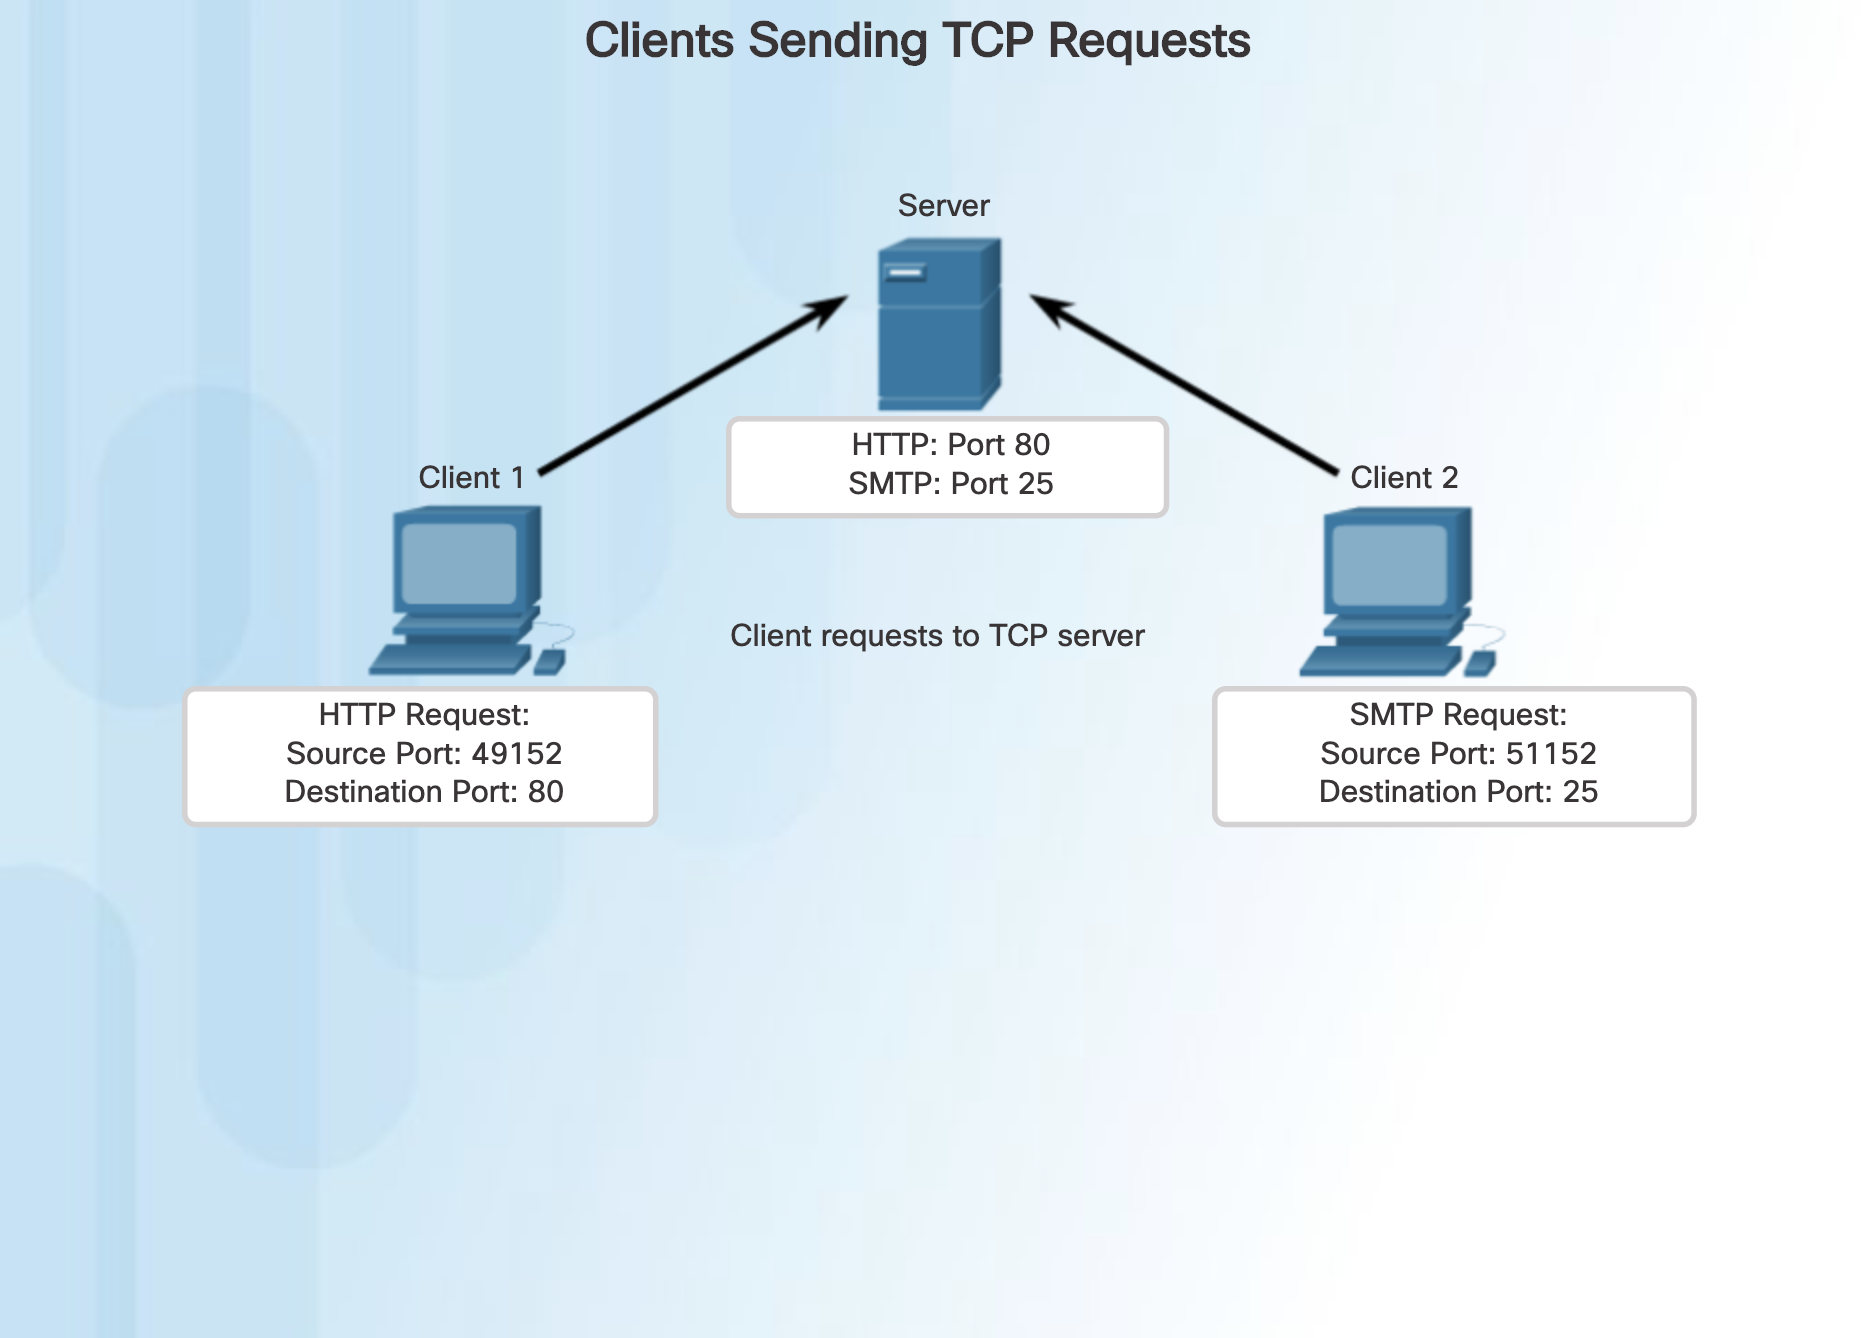 Clients Sending TCP Requests
Server
HTTP: Port 80
SMTP: Port 25
Client 1
Client 2
Client requests to TCP server
HTTP Request:
Source Port: 49152
Destination Port: 80
SMTP Request:
Source Port: 51152
Destination Port: 25